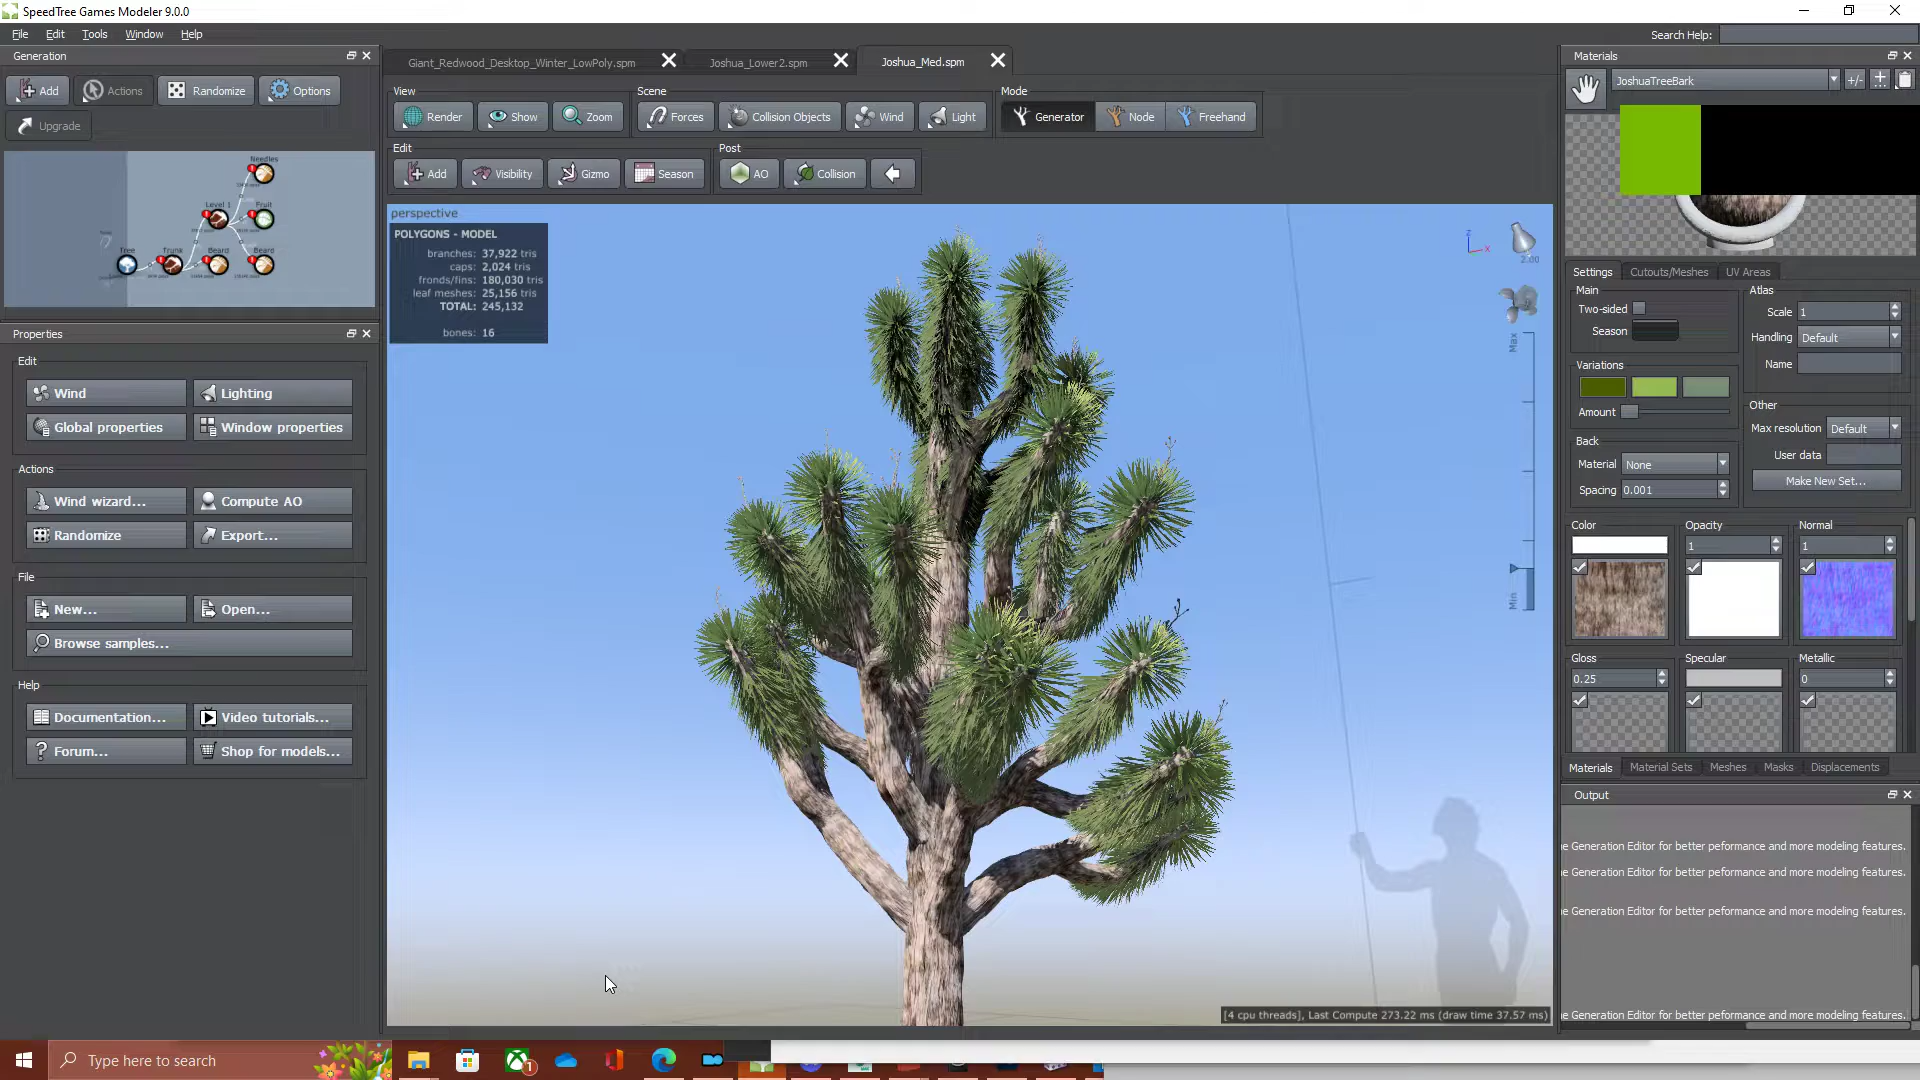 SpeedTree Games Modeler 9.0.0
File Edit Tools Window Help
Search Help:
Generation
Add Actions Randomize Options
Upgrade
Needles
Level 1 Fruit
Tree Trunk Beard Beard
Properties
Edit
Wind Lighting
Global properties Window properties
Actions
Wind wizard... Compute AO
Randomize Export...
File
New... Open...
Browse samples...
Help
Documentation... Video tutorials...
Forum... Shop for models...
Giant_Redwood_Desktop_Winter_LowPoly.spm Joshua_Lower2.spm Joshua_Med.spm
View Scene Mode
Render Show Zoom Forces Collision Objects Wind Light Generator Node Freehand
Edit Post
Add Visibility Gizmo Season AO Collision
perspective
POLYGONS - MODEL
branches: 37,922 tris
caps: 2,024 tris
fronds/fins: 180,030 tris
leaf meshes: 25,156 tris
TOTAL: 245,132
bones: 16
z x
2.00
Max
Min
[4 cpu threads], Last Compute 273.22 ms (draw time 37.57 ms)
Materials
JoshuaTreeBark
+/-
Settings Cutouts/Meshes UV Areas
Main Atlas
Two-sided Scale 1
Season Handling Default
Variations Name
Amount Other
Back Max resolution Default
Material None User data
Spacing 0.001 Make New Set...
Color Opacity Normal
1 1
Gloss Specular Metallic
0.25 0
Materials Material Sets Meshes Masks Displacements
Output
e Generation Editor for better peformance and more modeling features.
e Generation Editor for better peformance and more modeling features.
e Generation Editor for better peformance and more modeling features.
e Generation Editor for better peformance and more modeling features.
Type here to search
1